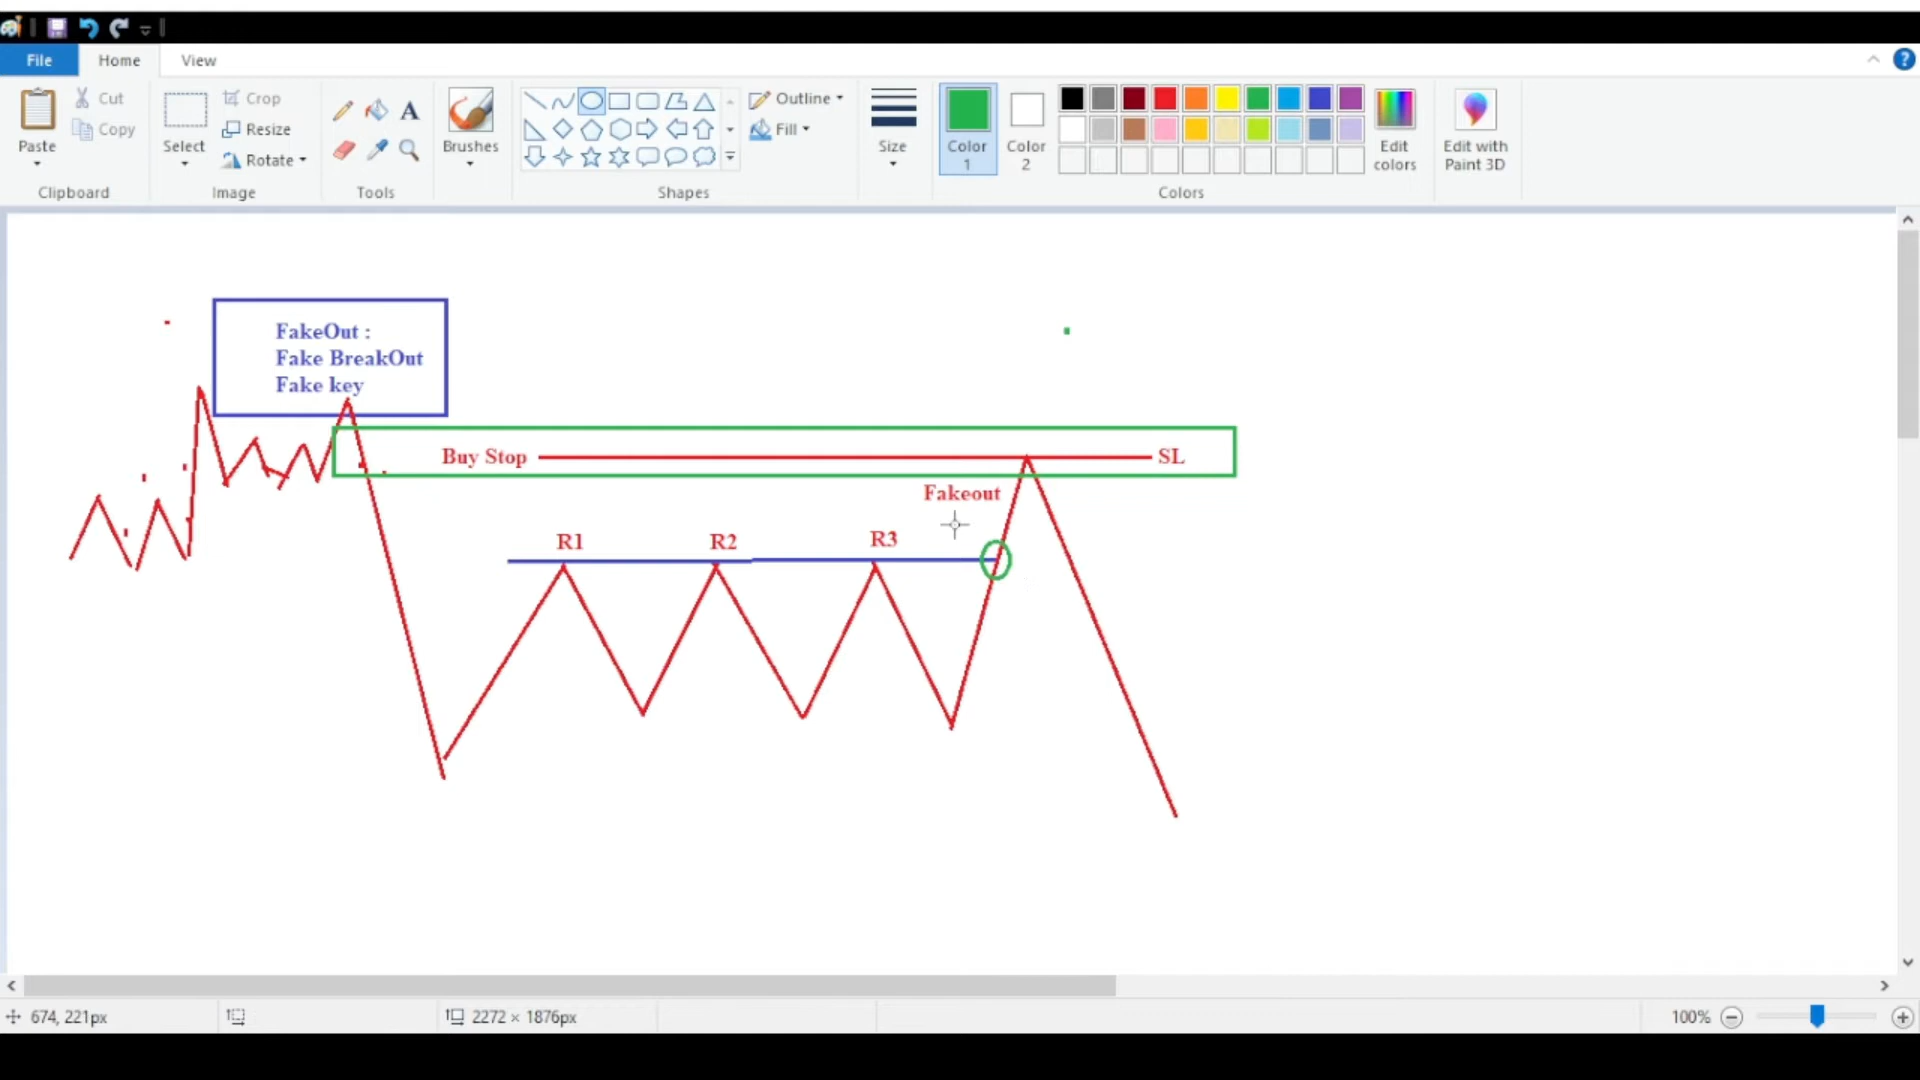 File
Home
View
Paste
Cut
Copy
Clipboard
Select
Crop
Resize
Rotate
Image
A
Tools
Brushes
Outline
Fill
Shapes
Size
Color
1
Color
2
Edit
colors
Edit with
Paint 3D
Colors
?
FakeOut :
Fake BreakOut
Fake key
Buy Stop
SL
Fakeout
R1
R2
R3
674, 221px
2272 × 1876px
100%